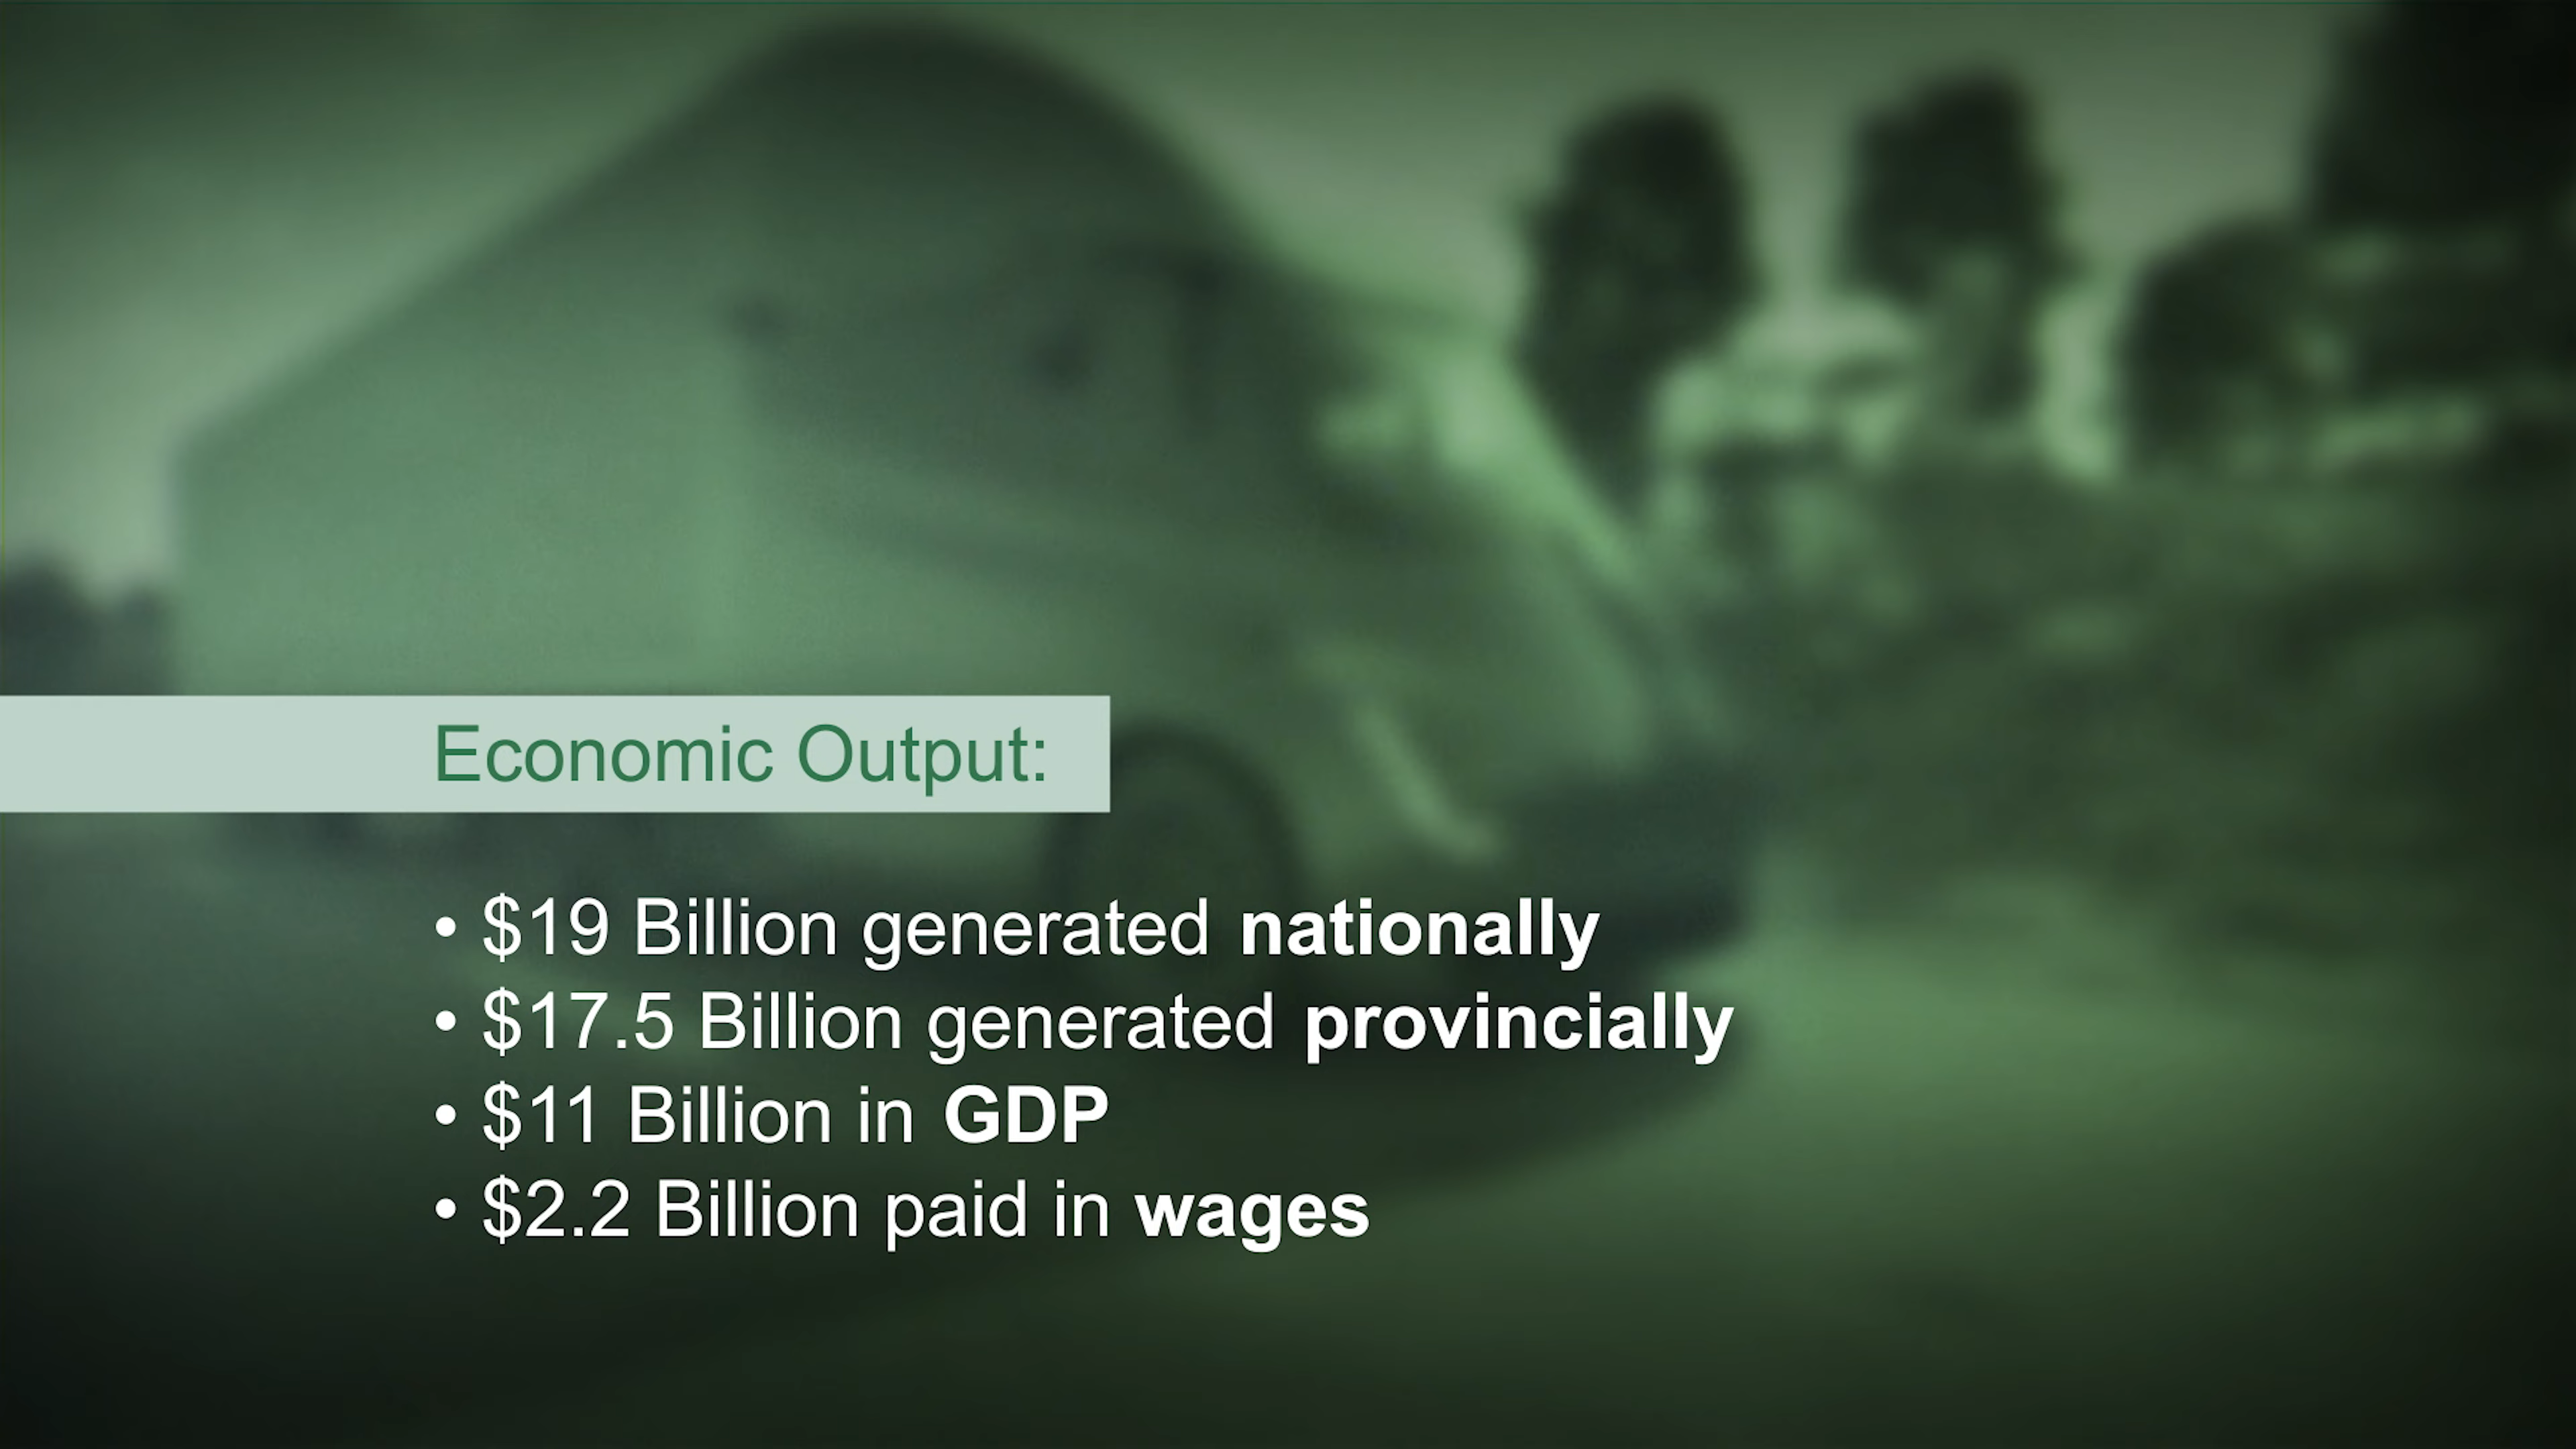 Economic Output:
• $19 Billion generated nationally
• $17.5 Billion generated provincially
• $11 Billion in GDP
• $2.2 Billion paid in wages